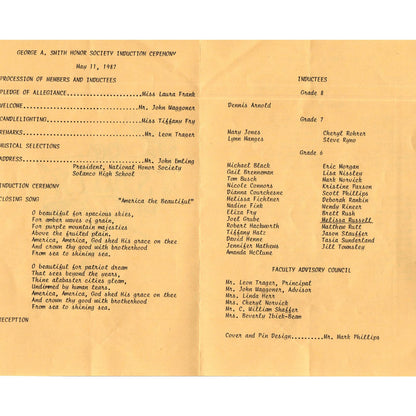 GEORGE A. SMITH HONOR SOCIETY INDUCTION CEREMONY
May 11, 1987
PROCESSION OF MEMBERS AND INDUCTEES
PLEDGE OF ALLEGIANCE......................Miss Laura Frank
WELCOME...................................Mr. John Waggoner
CANDLELIGHTING............................Miss Tiffany Fry
REMARKS...................................Mr. Leon Trager
MUSICAL SELECTIONS
ADDRESS...................................Mr. John Emling
President, National Honor Society
Solanco High School
INDUCTION CEREMONY
CLOSING SONG "America the Beautiful"
O beautiful for spacious skies,
For amber waves of grain,
For purple mountain majesties
Above the fruited plain,
America, America, God shed His grace on thee
And crown thy good with brotherhood
From sea to shining sea.
O beautiful for patriot dream
That sees beyond the years,
Thine alabaster cities gleam,
Undimmed by human tears.
America, America, God shed His grace on thee
And crown thy good with brotherhood
From sea to shining sea.
RECEPTION
INDUCTEES
Grade 8
Dennis Arnold
Grade 7
Mary Jones Cheryl Rohrer
Lynn Manges Steve Ryno
Grade 6
Michael Black Eric Morgan
Gail Brenneman Lisa Nissley
Tom Busch Mark Norvick
Nicole Connors Kristine Paxson
Dianna Courchesne Scott Phillips
Melissa Fichtner Deborah Rankin
Nadine Fink Wendy Rineer
Eliza Fry Brett Rush
Joel Grube Melissa Russell
Robert Hackworth Matthew Rutt
Tiffany Hatz Jason Stauffer
David Henne Tasia Sunderland
Jennifer Mathews Jill Townsley
Amanda McClune
FACULTY ADVISORY COUNCIL
Mr. Leon Trager, Principal
Mr. John Waggoner, Advisor
Mrs. Linda Herr
Mrs. Cheryl Norvick
Mr. C. William Shaffer
Mrs. Beverly Ibick-Beam
Cover and Pin Design........Mr. Mark Phillips